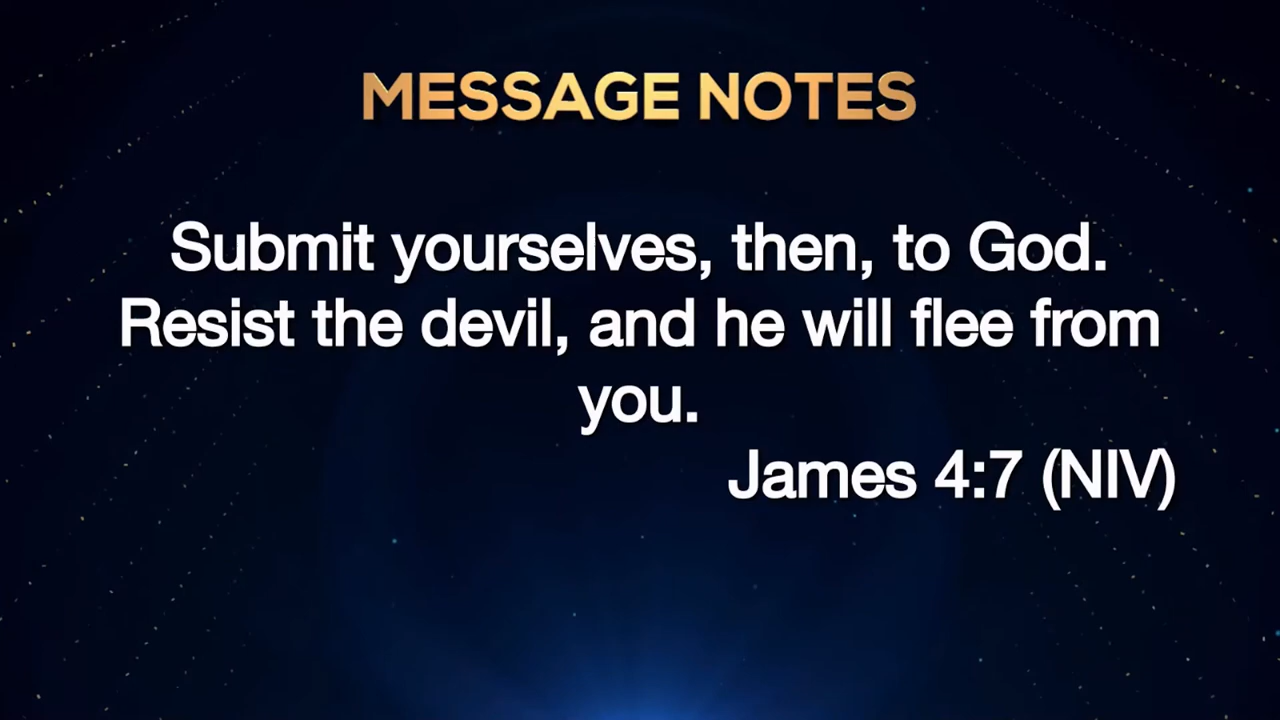 MESSAGE NOTES
Submit yourselves, then, to God.
Resist the devil, and he will flee from
you.
James 4:7 (NIV)